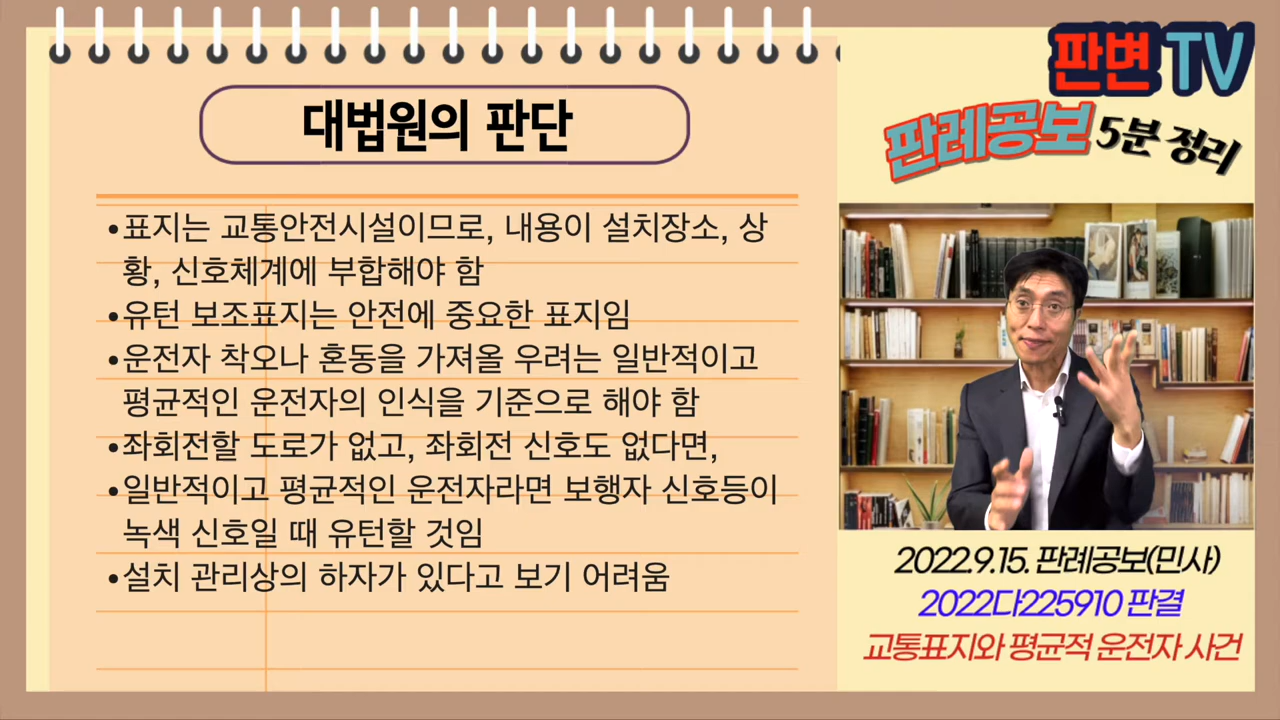 대법원의 판단
•표지는 교통안전시설이므로, 내용이 설치장소, 상
황, 신호체계에 부합해야 함
•유턴 보조표지는 안전에 중요한 표지임
•운전자 착오나 혼동을 가져올 우려는 일반적이고
평균적인 운전자의 인식을 기준으로 해야 함
•좌회전할 도로가 없고, 좌회전 신호도 없다면,
•일반적이고 평균적인 운전자라면 보행자 신호등이
녹색 신호일 때 유턴할 것임
•설치 관리상의 하자가 있다고 보기 어려움
판변 TV
판례공보 5분 정리
2022.9.15. 판례공보(민사)
2022다225910 판결
교통표지와 평균적 운전자 사건